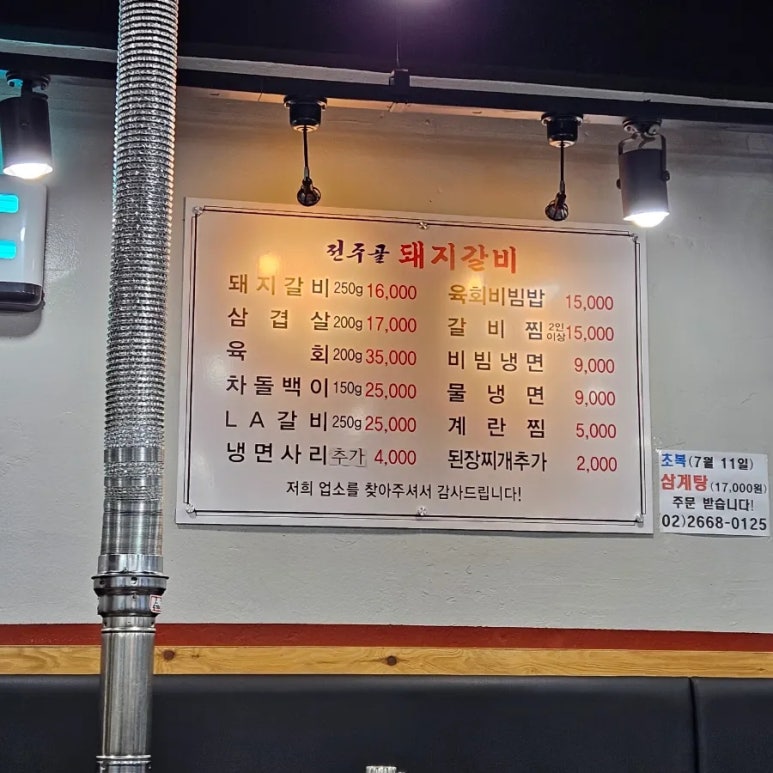 전주골 돼지갈비
돼지갈비 250g 16,000
삼겹살 200g 17,000
육회 200g 35,000
차돌백이 150g 25,000
LA갈비 250g 25,000
냉면사리추가 4,000
육회비빔밥 15,000
갈비찜 2인이상 15,000
비빔냉면 9,000
물냉면 9,000
계란찜 5,000
된장찌개추가 2,000
저희 업소를 찾아주셔서 감사드립니다!
초복(7월 11일)
삼계탕(17,000원)
주문 받습니다!
02)2668-0125